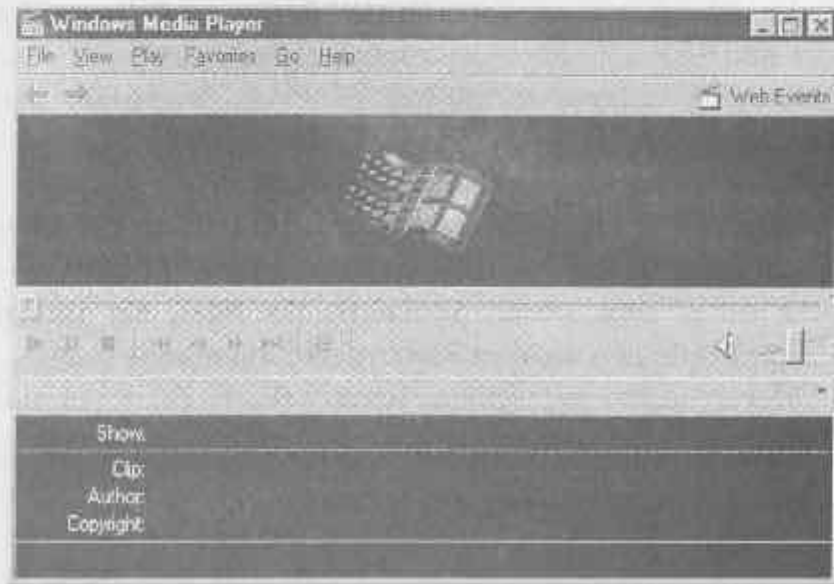 Windows Media Player
File View Play Favorites Go Help
Web Events
Show:
Clip:
Author:
Copyright: